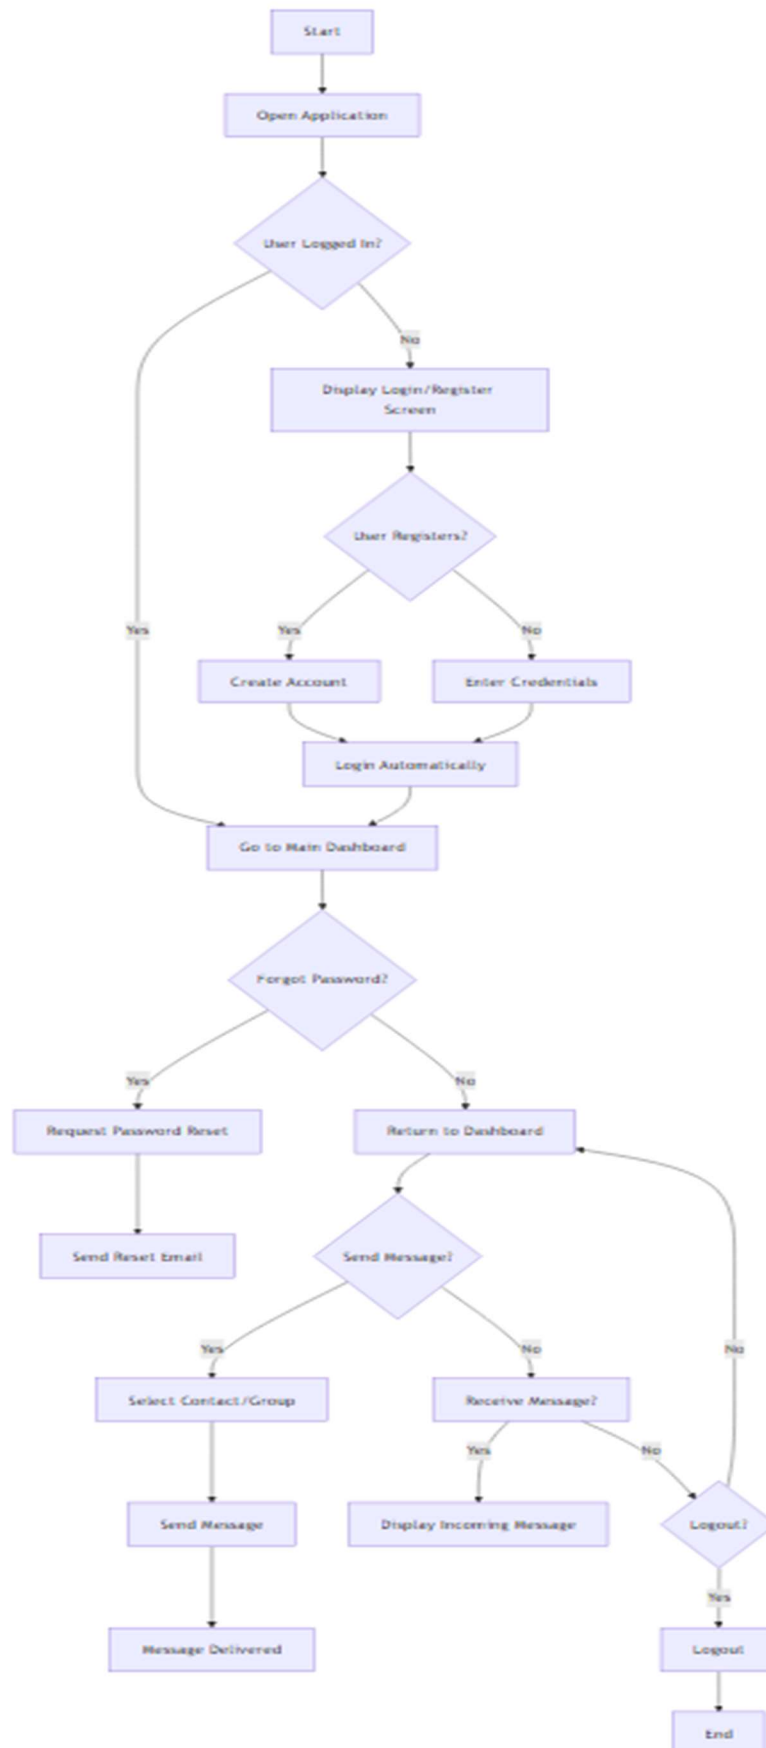 Start
Open Application
User Logged In?
No
Display Login/Register
Screen
User Registers?
Yes
Yes
No
Create Account
Enter Credentials
Login Automatically
Go to Main Dashboard
Forgot Password?
Yes
No
Request Password Reset
Return to Dashboard
Send Reset Email
Send Message?
Yes
No
No
Select Contact/Group
Receive Message?
Yes
No
Send Message
Display Incoming Message
Logout?
Yes
Message Delivered
Logout
End